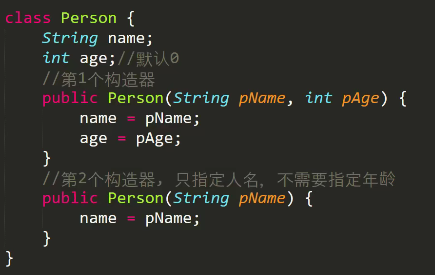 class Person {
String name;
int age;//默认0
//第1个构造器
public Person(String pName, int pAge) {
name = pName;
age = pAge;
}
//第2个构造器, 只指定人名, 不需要指定年龄
public Person(String pName) {
name = pName;
}
}